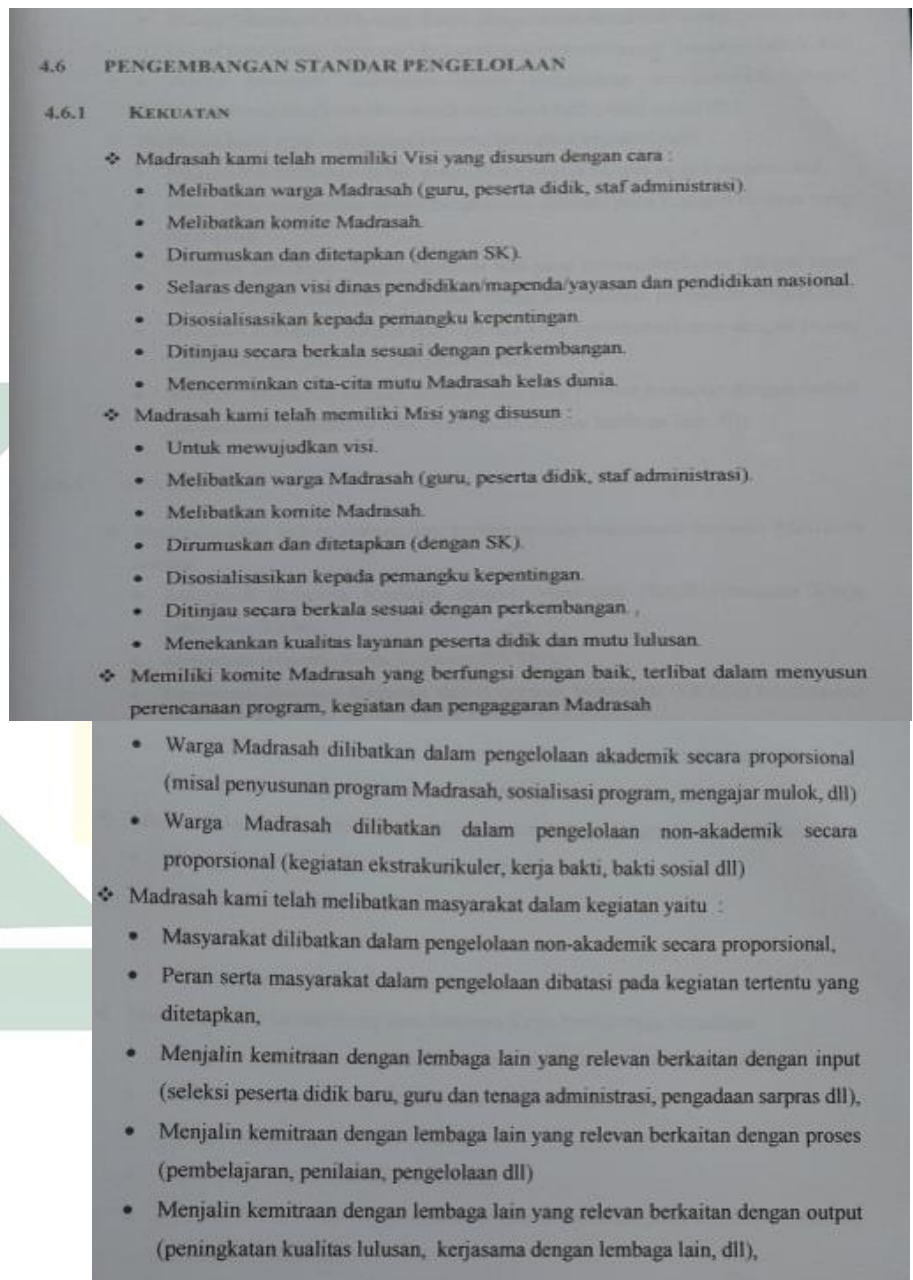 4.6 PENGEMBANGAN STANDAR PENGELOLAAN
4.6.1 KEKUATAN
❖ Madrasah kami telah memiliki Visi yang disusun dengan cara :
• Melibatkan warga Madrasah (guru, peserta didik, staf administrasi).
• Melibatkan komite Madrasah.
• Dirumuskan dan ditetapkan (dengan SK).
• Selaras dengan visi dinas pendidikan/mapenda/yayasan dan pendidikan nasional.
• Disosialisasikan kepada pemangku kepentingan.
• Ditinjau secara berkala sesuai dengan perkembangan.
• Mencerminkan cita-cita mutu Madrasah kelas dunia.
❖ Madrasah kami telah memiliki Misi yang disusun :
• Untuk mewujudkan visi.
• Melibatkan warga Madrasah (guru, peserta didik, staf administrasi).
• Melibatkan komite Madrasah.
• Dirumuskan dan ditetapkan (dengan SK).
• Disosialisasikan kepada pemangku kepentingan.
• Ditinjau secara berkala sesuai dengan perkembangan. ,
• Menekankan kualitas layanan peserta didik dan mutu lulusan.
❖ Memiliki komite Madrasah yang berfungsi dengan baik, terlibat dalam menyusun
perencanaan program, kegiatan dan pengaggaran Madrasah
• Warga Madrasah dilibatkan dalam pengelolaan akademik secara proporsional
(misal penyusunan program Madrasah, sosialisasi program, mengajar mulok, dll)
• Warga Madrasah dilibatkan dalam pengelolaan non-akademik secara
proporsional (kegiatan ekstrakurikuler, kerja bakti, bakti sosial dll)
❖ Madrasah kami telah melibatkan masyarakat dalam kegiatan yaitu :
• Masyarakat dilibatkan dalam pengelolaan non-akademik secara proporsional,
• Peran serta masyarakat dalam pengelolaan dibatasi pada kegiatan tertentu yang
ditetapkan,
• Menjalin kemitraan dengan lembaga lain yang relevan berkaitan dengan input
(seleksi peserta didik baru, guru dan tenaga administrasi, pengadaan sarpras dll),
• Menjalin kemitraan dengan lembaga lain yang relevan berkaitan dengan proses
(pembelajaran, penilaian, pengelolaan dll)
• Menjalin kemitraan dengan lembaga lain yang relevan berkaitan dengan output
(peningkatan kualitas lulusan, kerjasama dengan lembaga lain, dll),